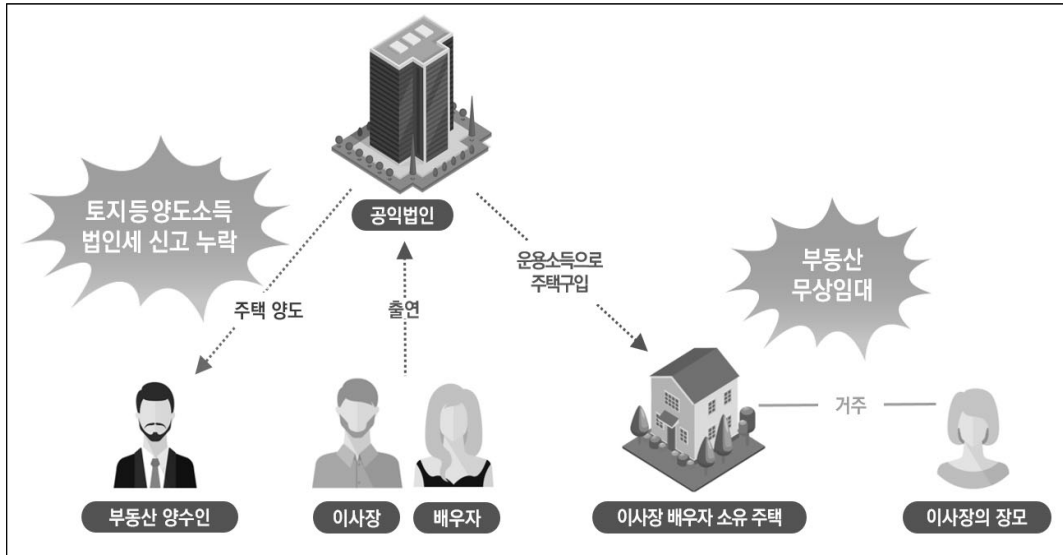 토지등양도소득
법인세 신고 누락
공익법인
운용소득으로
주택구입
부동산
무상임대
주택 양도
출연
거주
부동산 양수인
이사장
배우자
이사장 배우자 소유 주택
이사장의 장모